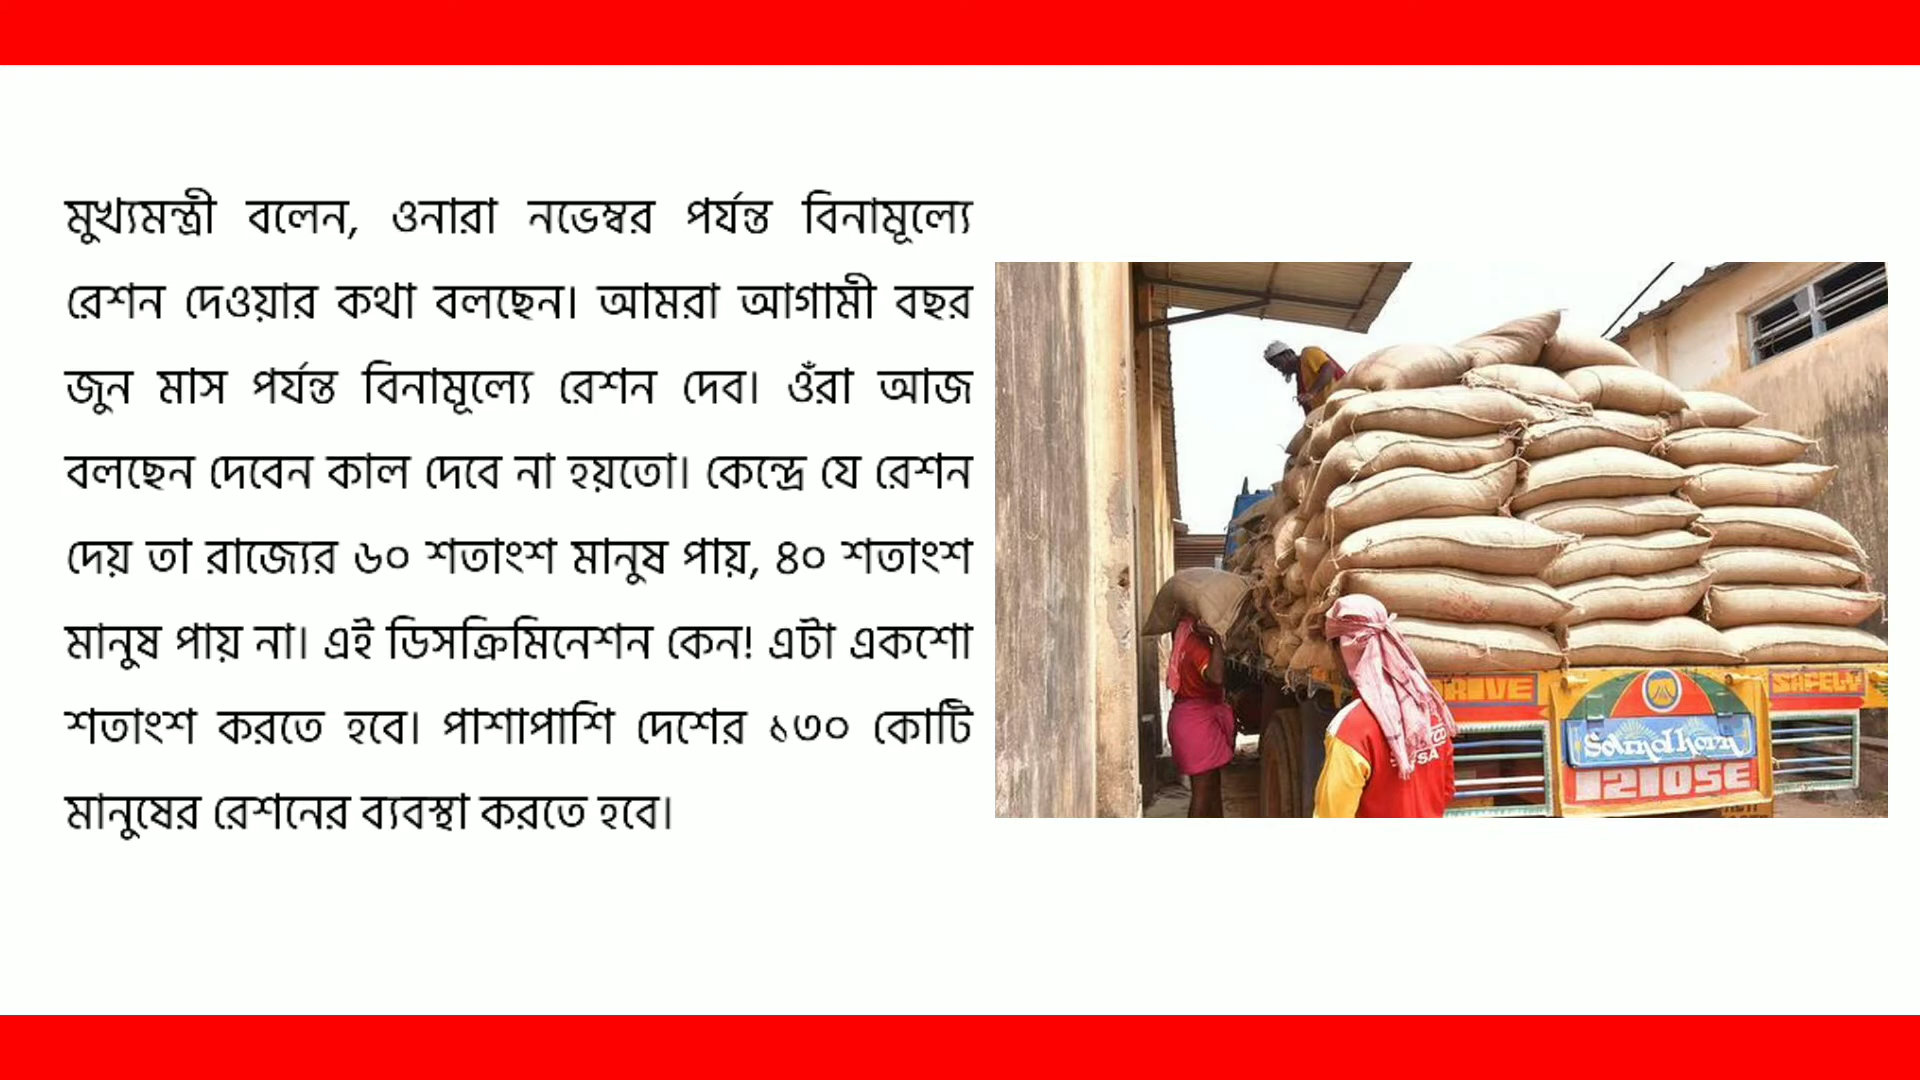 মুখ্যমন্ত্রী বলেন, ওনারা নভেম্বর পর্যন্ত বিনামূল্যে
রেশন দেওয়ার কথা বলছেন। আমরা আগামী বছর
জুন মাস পর্যন্ত বিনামূল্যে রেশন দেব। ওঁরা আজ
বলছেন দেবেন কাল দেবে না হয়তো। কেন্দ্রে যে রেশন
দেয় তা রাজ্যের ৬০ শতাংশ মানুষ পায়, ৪০ শতাংশ
মানুষ পায় না। এই ডিসক্রিমিনেশন কেন! এটা একশো
শতাংশ করতে হবে। পাশাপাশি দেশের ১৩০ কোটি
মানুষের রেশনের ব্যবস্থা করতে হবে।
DRIVE
SAFELY
Sound horn
1210SE